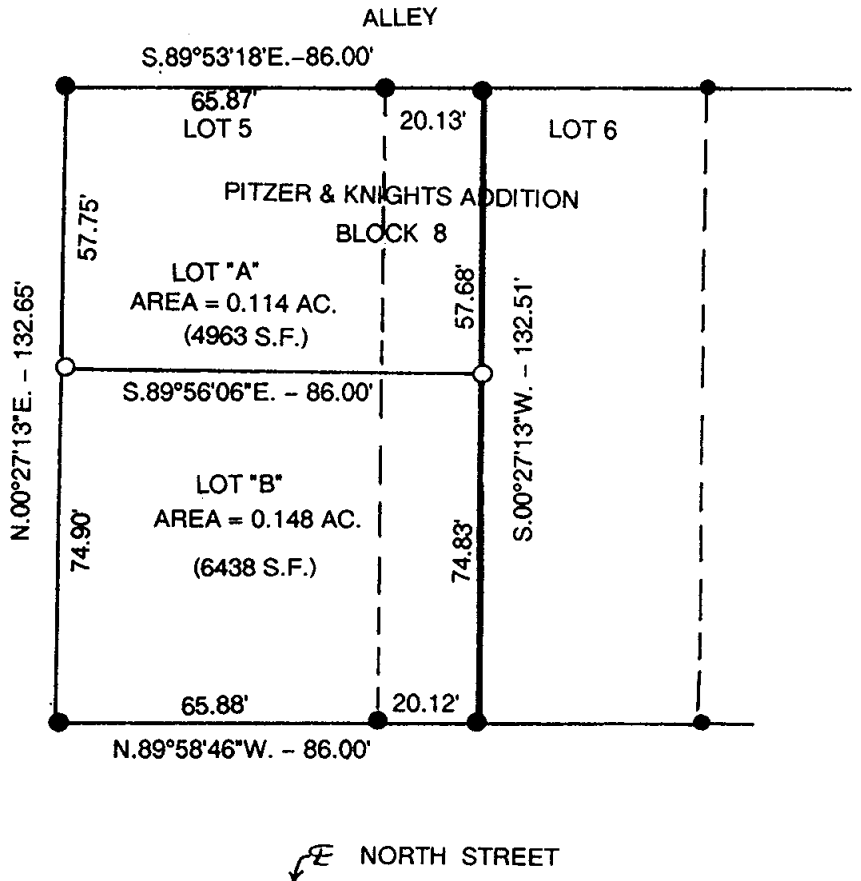 ALLEY
S.89°53'18"E.-86.00'
65.87'
20.13'
LOT 5
LOT 6
PITZER & KNIGHTS ADDITION
BLOCK 8
57.75'
LOT "A"
AREA = 0.114 AC.
(4963 S.F.)
57.68'
N.00°27'13"E. - 132.65'
S.00°27'13"W. - 132.51'
S.89°56'06"E. - 86.00'
LOT "B"
AREA = 0.148 AC.
(6438 S.F.)
74.90'
74.83'
65.88'
20.12'
N.89°58'46"W. - 86.00'
NORTH STREET